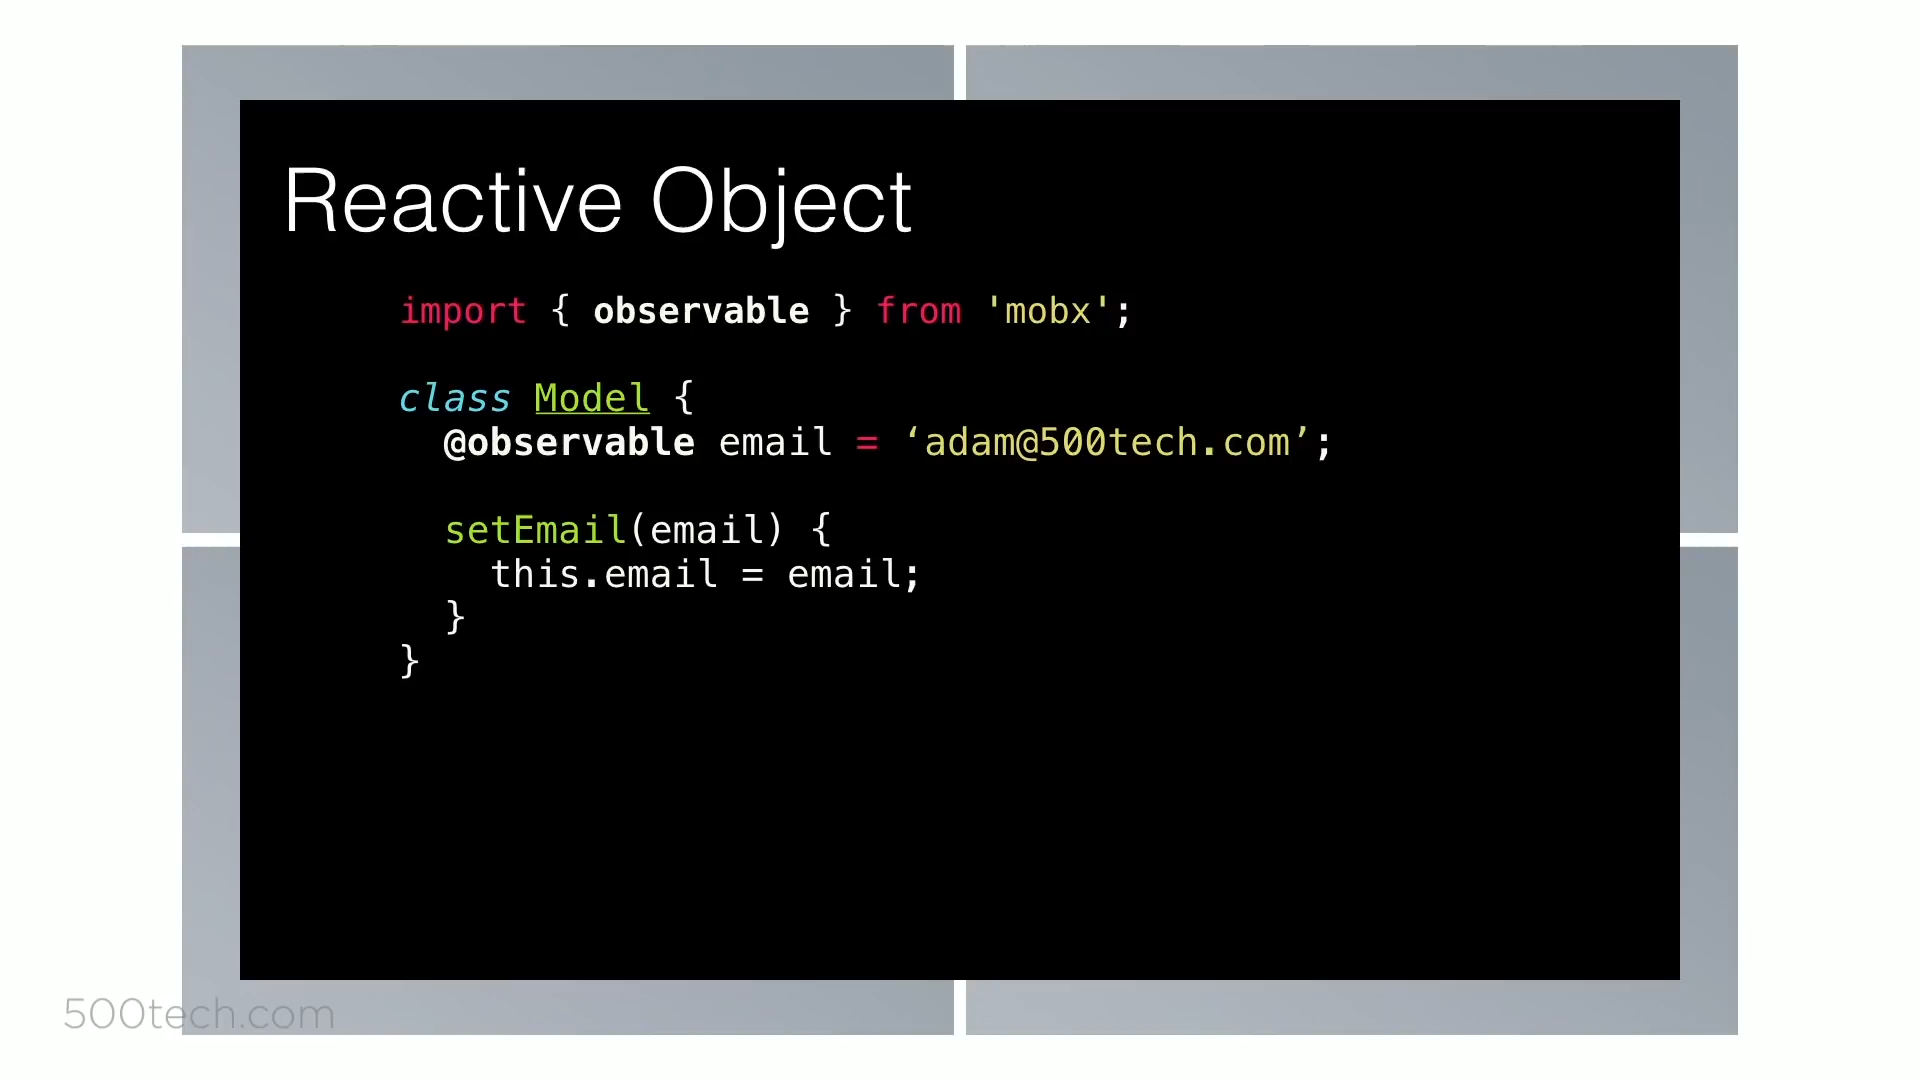 Reactive Object
import { observable } from 'mobx';
class Model {
@observable email = ‘adam@500tech.com’;
setEmail(email) {
this.email = email;
}
}
500tech.com